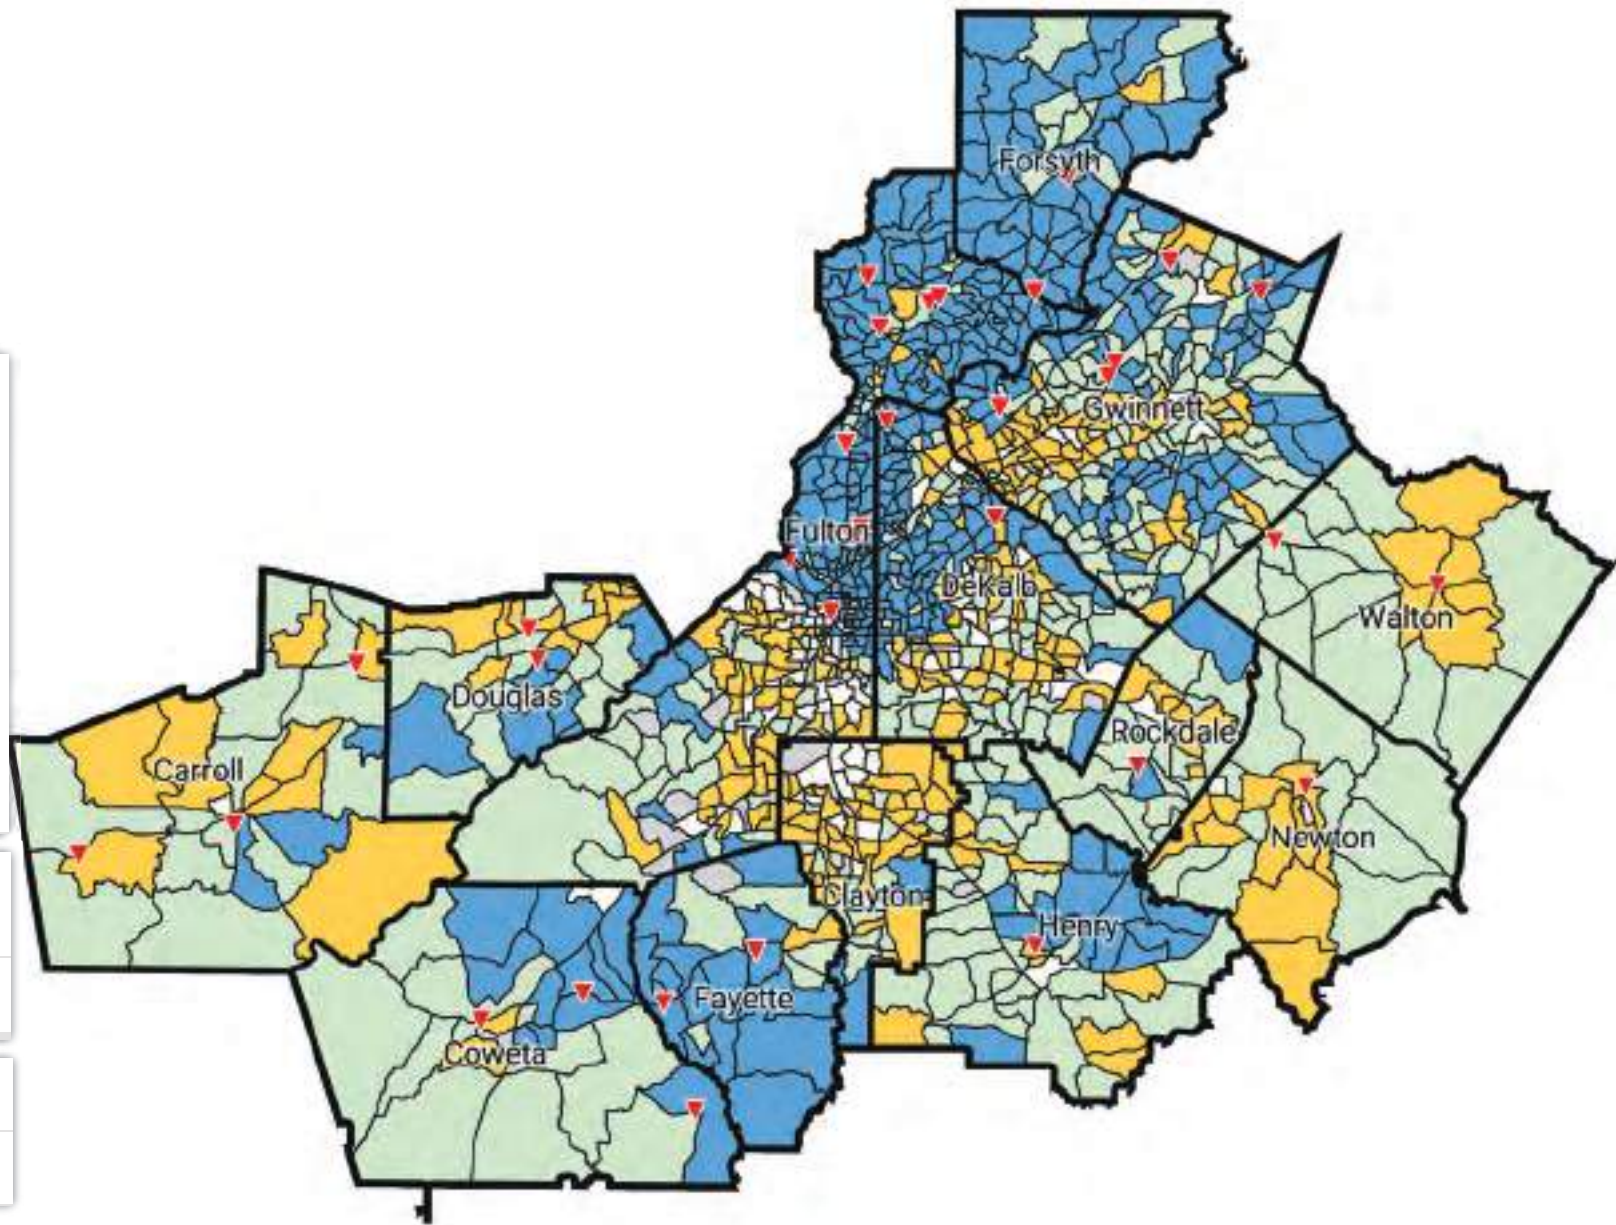 Forsyth
Gwinnett
Fulton
DeKalb
Walton
Douglas
Rockdale
Carroll
Newton
Clayton
Henry
Fayette
Coweta